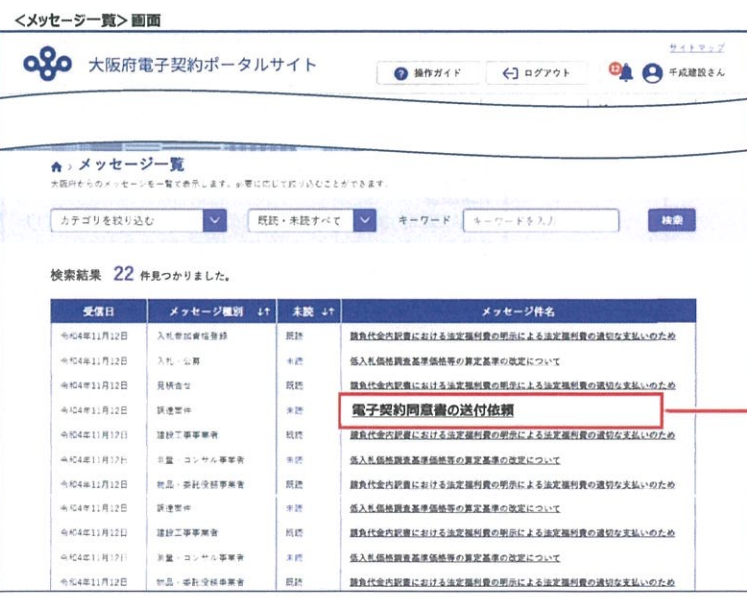 <メッセージ一覧>画面
サイトマップ
大阪府電子契約ポータルサイト
? 操作ガイド
ログアウト
千成建設さん
メッセージ一覧
大阪府からのメッセージを一覧で表示します。必要に応じて絞り込むことができます。
カテゴリを絞り込む 既読・未読すべて キーワード キーワードを入力 検索
検索結果 22 件見つかりました。
受信日 メッセージ種別 ↓↑ 未読 ↓↑ メッセージ件名
令和4年11月12日 入札参加資格登録 既読 請負代金内訳書における法定福利費の明示による法定福利費の適切な支払いのため
令和4年11月12日 入札・公募 未読 低入札価格調査基準価格等の算定基準の改定について
令和4年11月12日 見積合せ 既読 請負代金内訳書における法定福利費の明示による法定福利費の適切な支払いのため
令和4年11月12日 調達案件 未読 電子契約同意書の送付依頼
令和4年11月12日 建設工事事業者 既読 請負代金内訳書における法定福利費の明示による法定福利費の適切な支払いのため
令和4年11月12日 測量・コンサル事業者 未読 低入札価格調査基準価格等の算定基準の改定について
令和4年11月12日 物品・委託役務事業者 既読 請負代金内訳書における法定福利費の明示による法定福利費の適切な支払いのため
令和4年11月12日 調達案件 未読 低入札価格調査基準価格等の算定基準の改定について
令和4年11月12日 建設工事事業者 既読 請負代金内訳書における法定福利費の明示による法定福利費の適切な支払いのため
令和4年11月12日 測量・コンサル事業者 未読 低入札価格調査基準価格等の算定基準の改定について
令和4年11月12日 物品・委託役務事業者 既読 請負代金内訳書における法定福利費の明示による法定福利費の適切な支払いのため